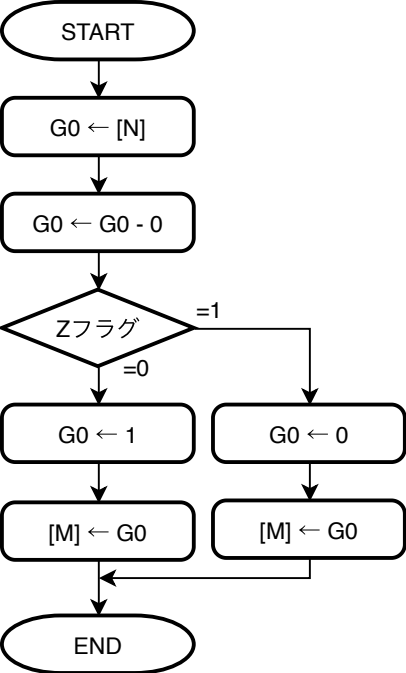 START
G0 ← [N]
G0 ← G0 - 0
Zフラグ
=1
=0
G0 ← 1
G0 ← 0
[M] ← G0
[M] ← G0
END